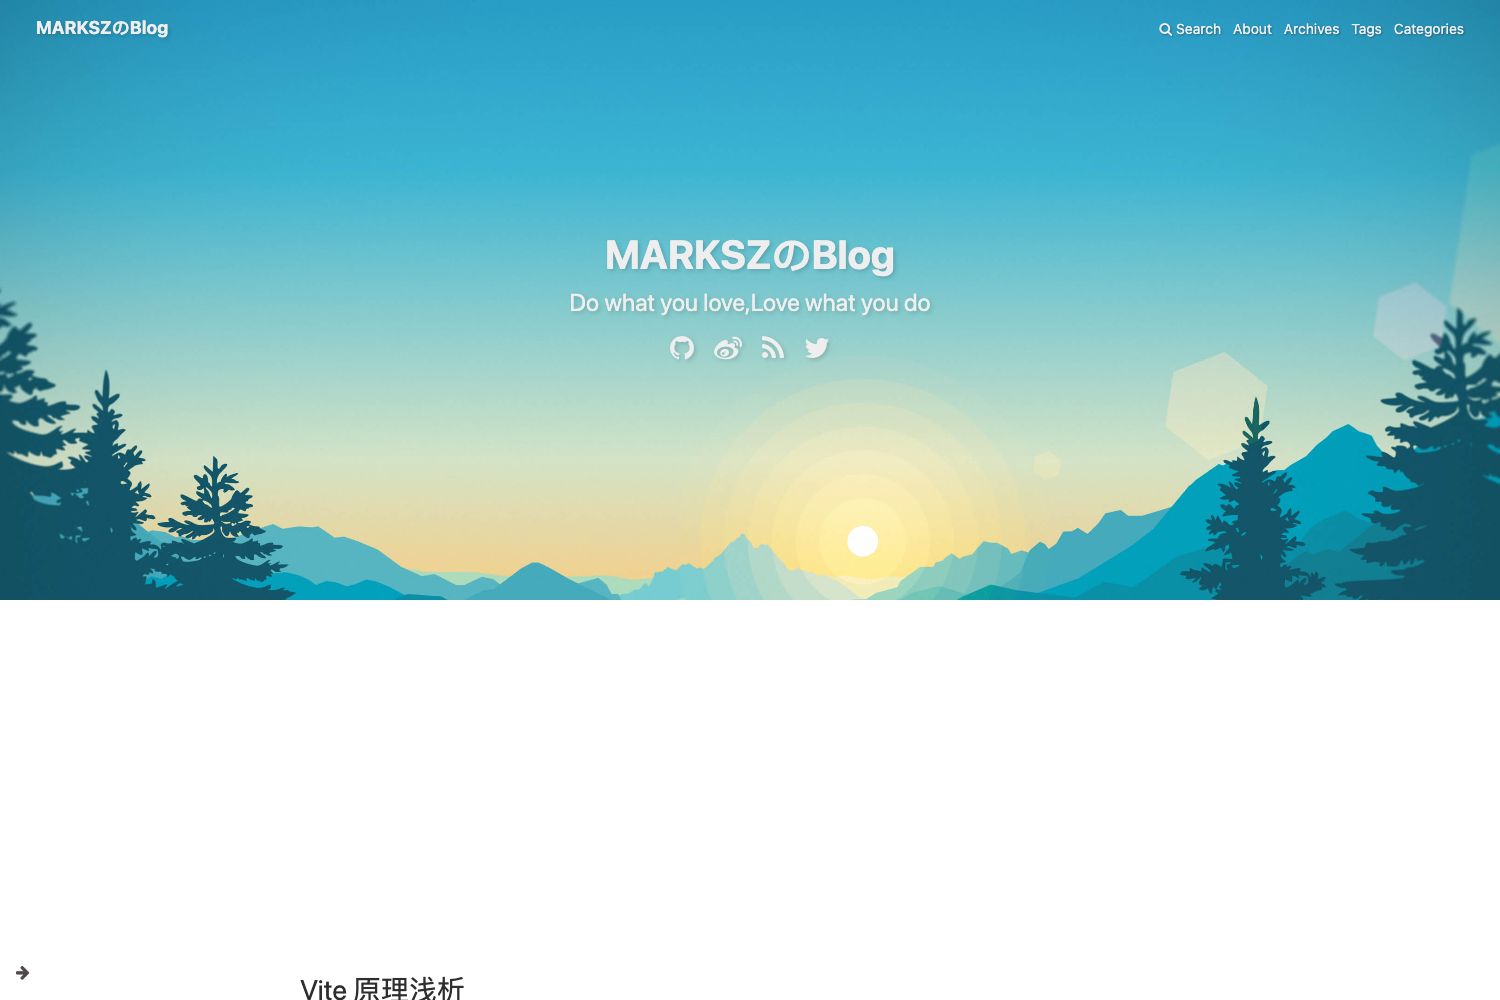 MARKSZのBlog
Search About Archives Tags Categories
MARKSZのBlog
Do what you love,Love what you do
Vite 原理浅析